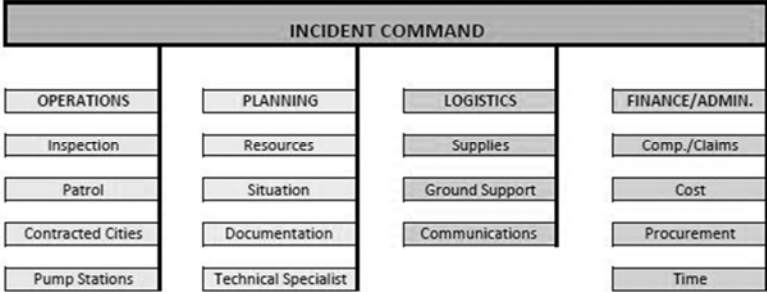 INCIDENT COMMAND
OPERATIONS PLANNING LOGISTICS FINANCE/ADMIN.
Inspection Resources Supplies Comp./Claims
Patrol Situation Ground Support Cost
Contracted Cities Documentation Communications Procurement
Pump Stations Technical Specialist Time